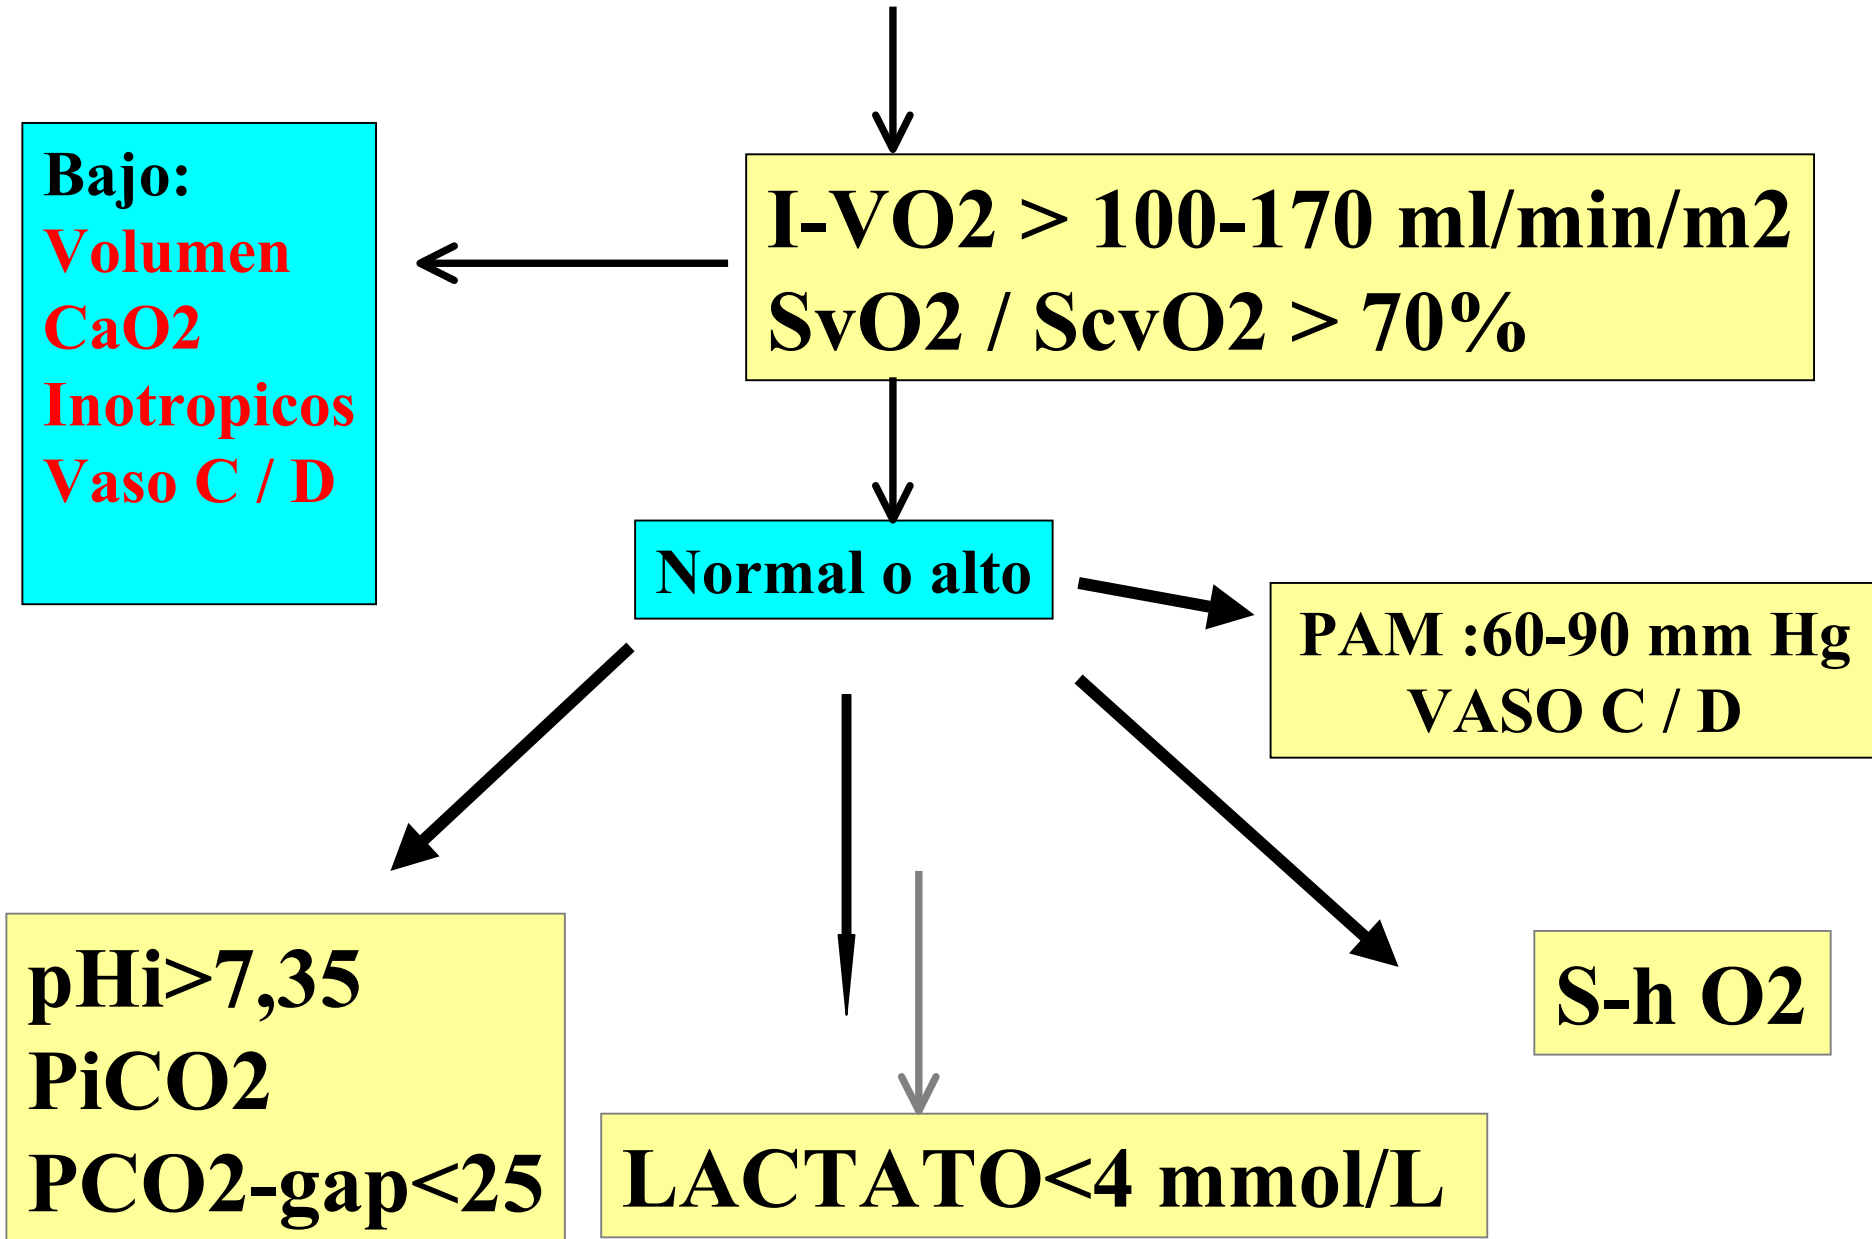 Bajo:
Volumen
CaO2
Inotropicos
Vaso C / D
I-VO2 > 100-170 ml/min/m2
SvO2 / ScvO2 > 70%
Normal o alto
PAM :60-90 mm Hg
VASO C / D
pHi>7,35
PiCO2
PCO2-gap<25
LACTATO<4 mmol/L
S-h O2